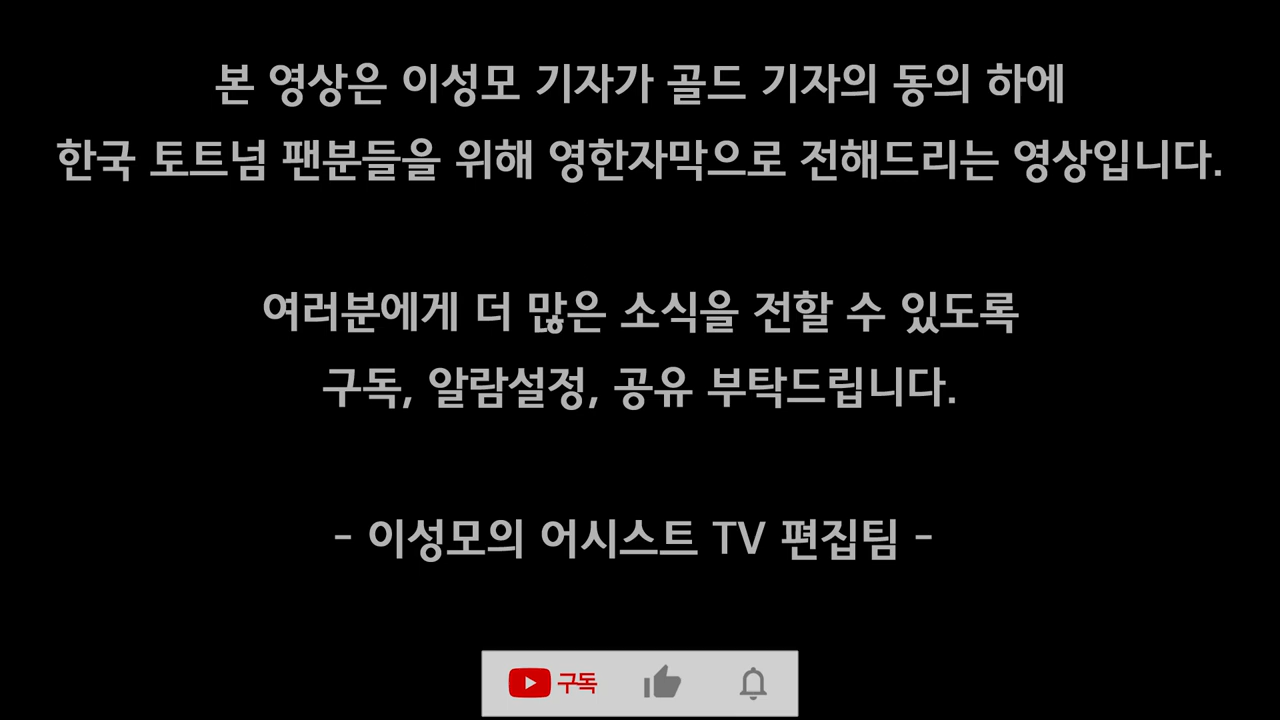 본 영상은 이성모 기자가 골드 기자의 동의 하에
한국 토트넘 팬분들을 위해 영한자막으로 전해드리는 영상입니다.
여러분에게 더 많은 소식을 전할 수 있도록
구독, 알람설정, 공유 부탁드립니다.
- 이성모의 어시스트 TV 편집팀 -
구독